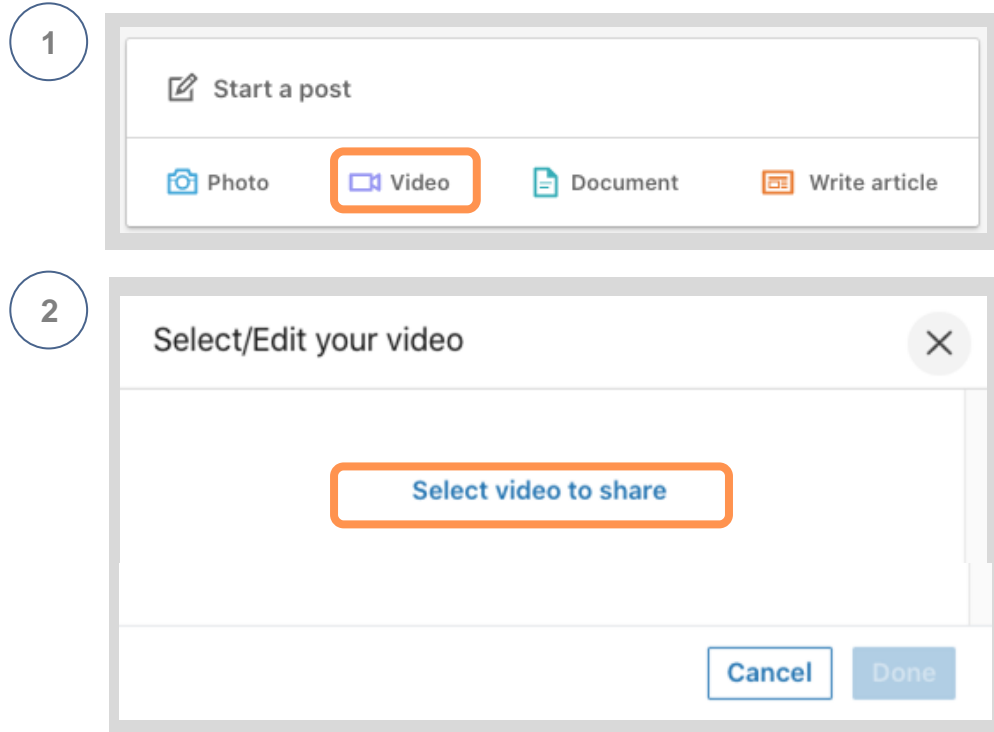 1
Start a post
Photo Video Document Write article
2
Select/Edit your video
Select video to share
Cancel Done